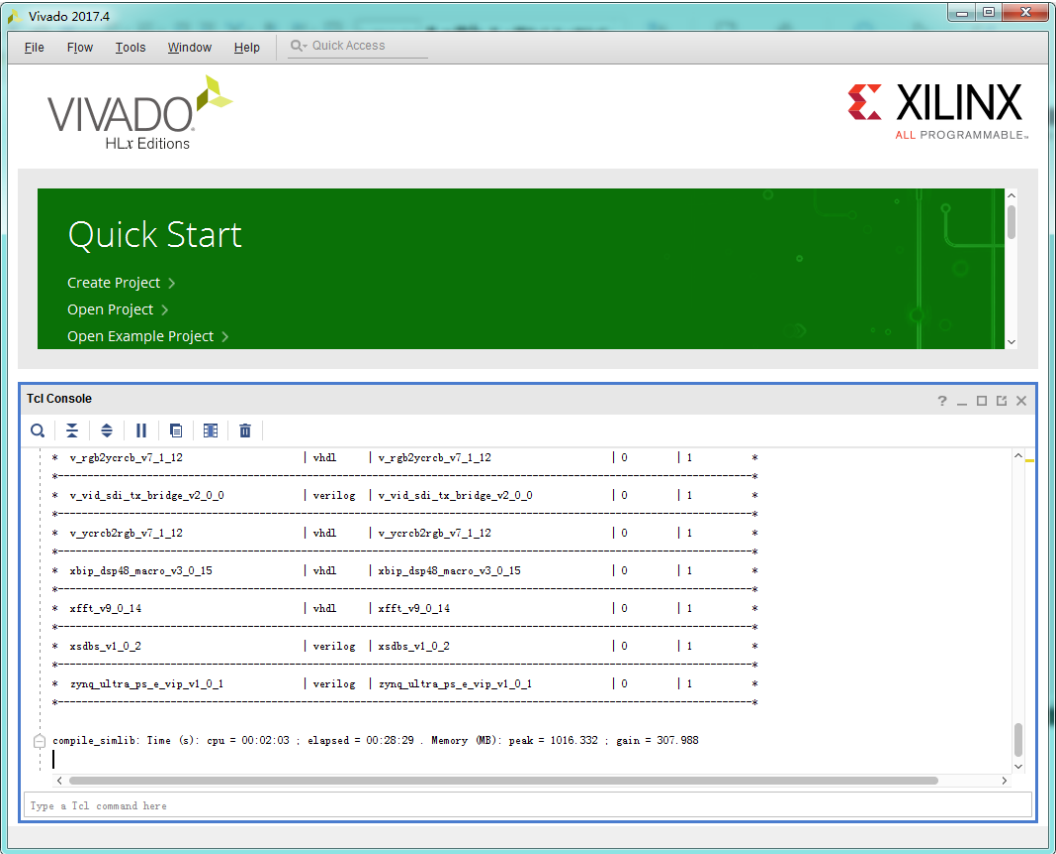 Vivado 2017.4
File Flow Tools Window Help Quick Access
VIVADO
HLx Editions
XILINX
ALL PROGRAMMABLE™
Quick Start
Create Project >
Open Project >
Open Example Project >
Tcl Console
* v_rgb2ycrcb_v7_1_12 | vhdl | v_rgb2ycrcb_v7_1_12 | 0 | 1 *
* v_vid_sdi_tx_bridge_v2_0_0 | verilog | v_vid_sdi_tx_bridge_v2_0_0 | 0 | 1 *
* v_ycrcb2rgb_v7_1_12 | vhdl | v_ycrcb2rgb_v7_1_12 | 0 | 1 *
* xbip_dsp48_macro_v3_0_15 | vhdl | xbip_dsp48_macro_v3_0_15 | 0 | 1 *
* xfft_v9_0_14 | vhdl | xfft_v9_0_14 | 0 | 1 *
* xsdbs_v1_0_2 | verilog | xsdbs_v1_0_2 | 0 | 1 *
* zynq_ultra_ps_e_vip_v1_0_1 | verilog | zynq_ultra_ps_e_vip_v1_0_1 | 0 | 1 *
compile_simlib: Time (s): cpu = 00:02:03 ; elapsed = 00:28:29 . Memory (MB): peak = 1016.332 ; gain = 307.988
Type a Tcl command here